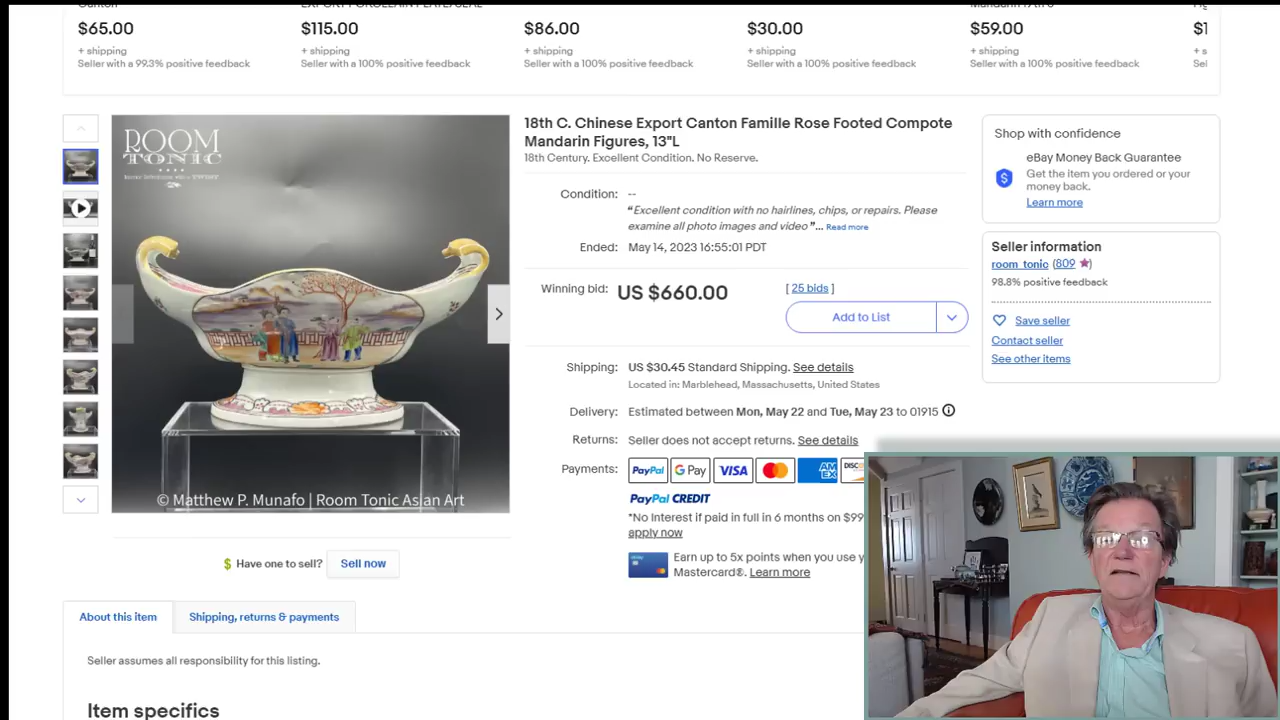 $65.00
$115.00
$86.00
$30.00
$59.00
+ shipping
+ shipping
+ shipping
+ shipping
+ shipping
Seller with a 99.3% positive feedback
Seller with a 100% positive feedback
Seller with a 100% positive feedback
Seller with a 100% positive feedback
Seller with a 100% positive feedback
Sel
ROOM
TONIC
18th C. Chinese Export Canton Famille Rose Footed Compote
Mandarin Figures, 13"L
18th Century. Excellent Condition. No Reserve.
Condition: --
"Excellent condition with no hairlines, chips, or repairs. Please
examine all photo images and video "... Read more
Ended: May 14, 2023 16:55:01 PDT
Winning bid: US $660.00 [ 25 bids ]
Add to List
Shipping: US $30.45 Standard Shipping. See details
Located in: Marblehead, Massachusetts, United States
Delivery: Estimated between Mon, May 22 and Tue, May 23 to 01915
Returns: Seller does not accept returns. See details
Payments: PayPal G Pay VISA MasterCard AM EX DISC
PayPal CREDIT
*No Interest if paid in full in 6 months on $99
apply now
Earn up to 5x points when you use y
Mastercard®. Learn more
Shop with confidence
eBay Money Back Guarantee
Get the item you ordered or your
money back.
Learn more
Seller information
room_tonic (809)
98.8% positive feedback
Save seller
Contact seller
See other items
© Matthew P. Munafo | Room Tonic Asian Art
$ Have one to sell? Sell now
About this item
Shipping, returns & payments
Seller assumes all responsibility for this listing.
Item specifics